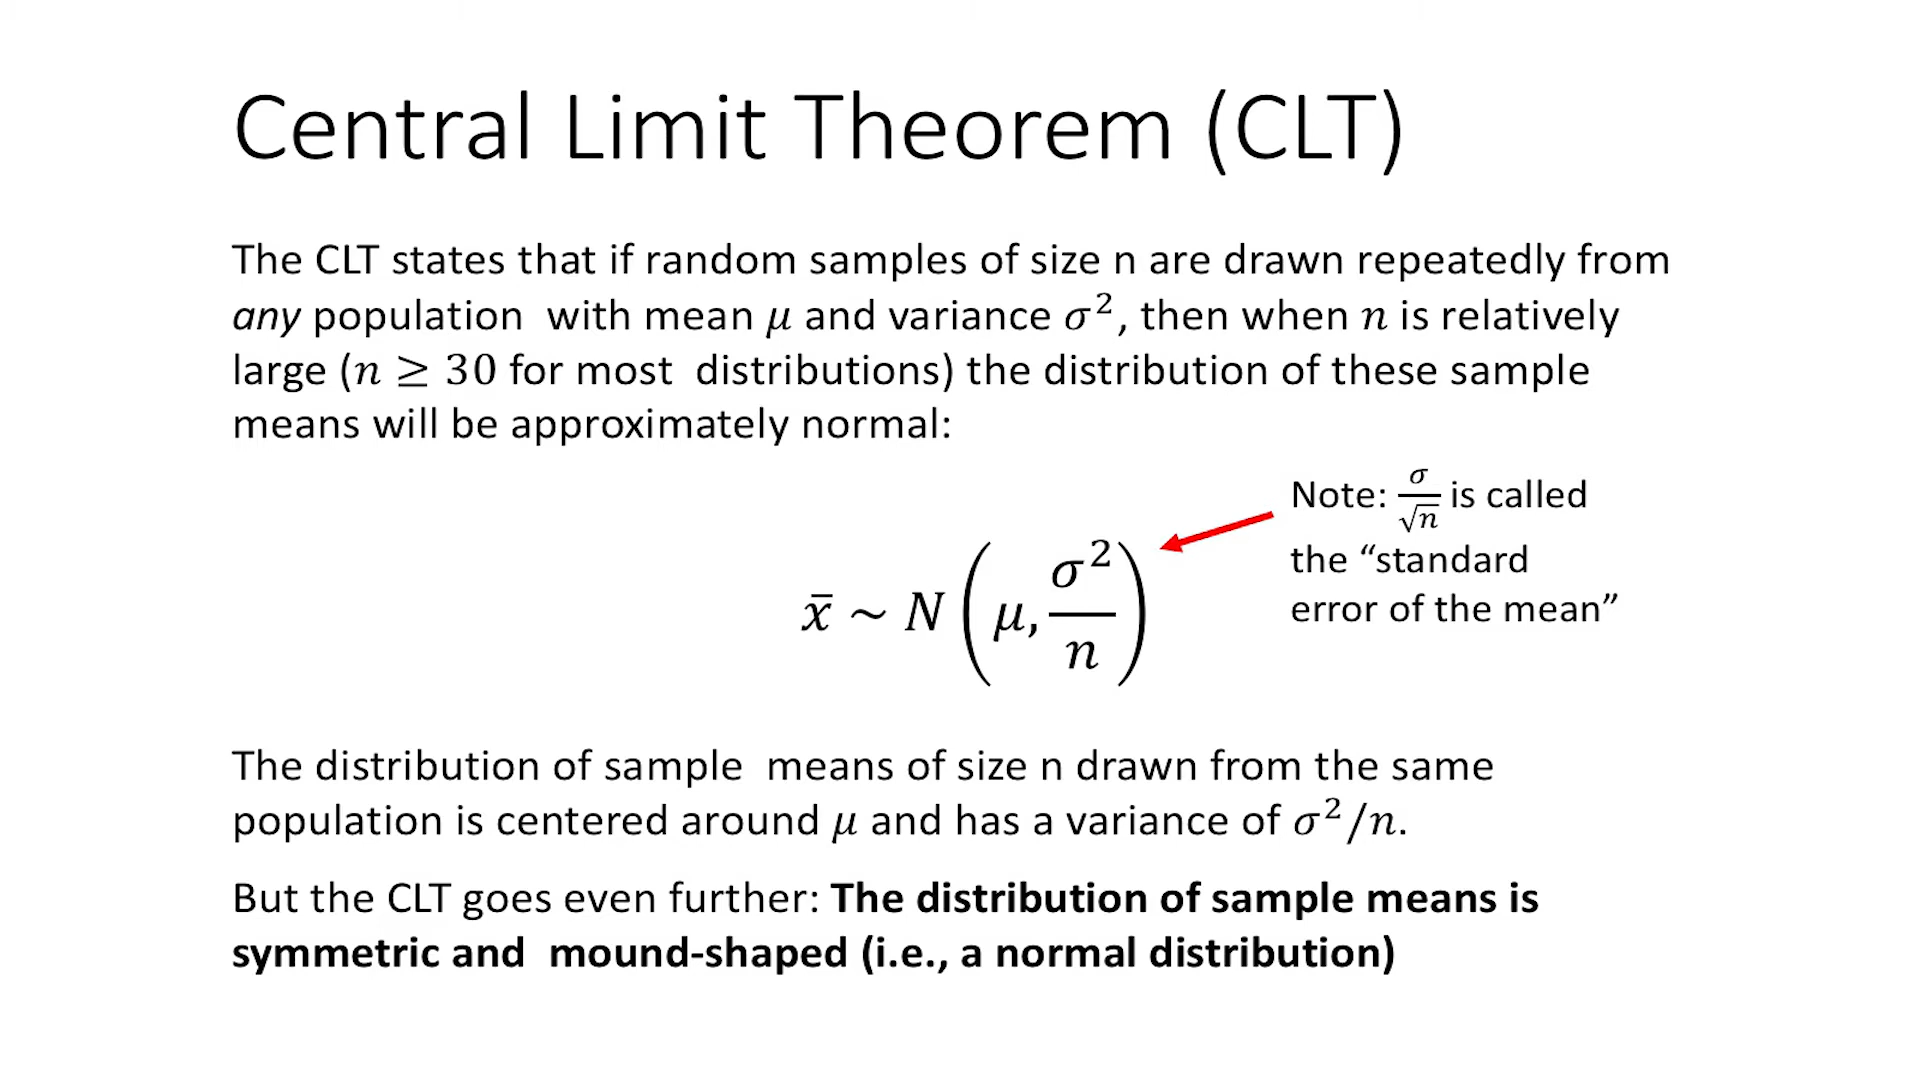 Central Limit Theorem (CLT)
The CLT states that if random samples of size n are drawn repeatedly from
any population with mean μ and variance σ², then when n is relatively
large (n ≥ 30 for most distributions) the distribution of these sample
means will be approximately normal:
Note: σ/√n is called
the “standard
error of the mean”
x̄ ~ N(μ, σ²/n)
The distribution of sample means of size n drawn from the same
population is centered around μ and has a variance of σ²/n.
But the CLT goes even further: The distribution of sample means is
symmetric and mound-shaped (i.e., a normal distribution)